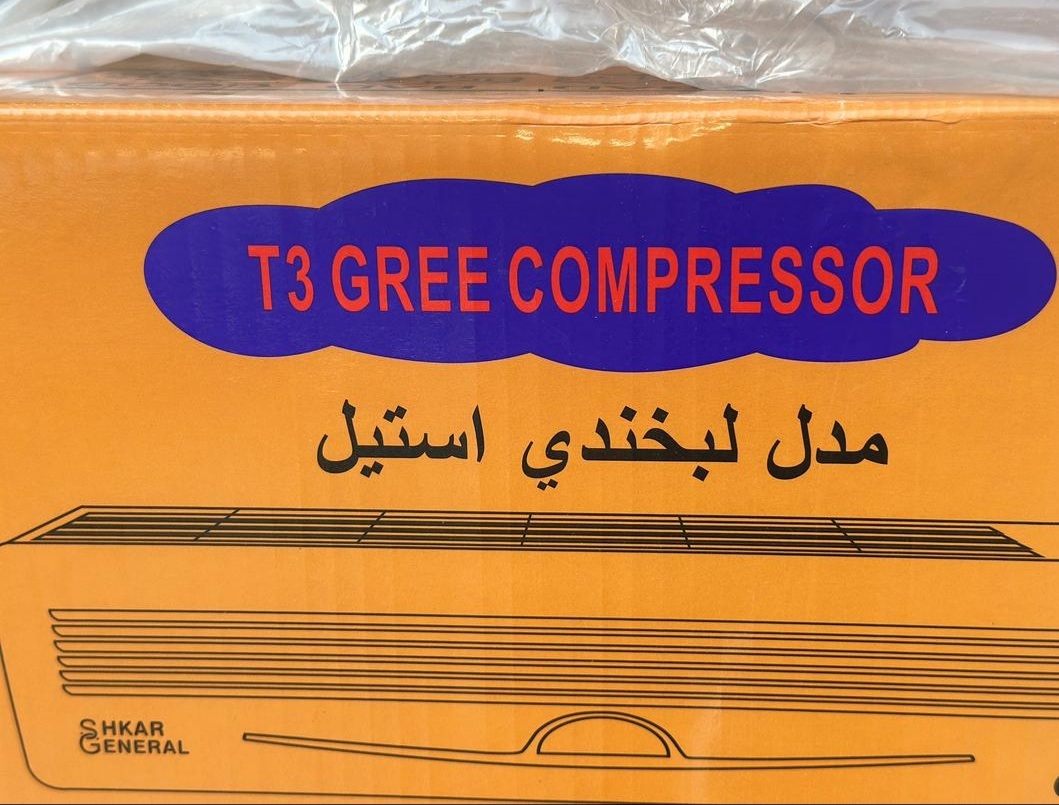 T3 GREE COMPRESSOR
مدل لبخندي استيل
SHKAR
GENERAL